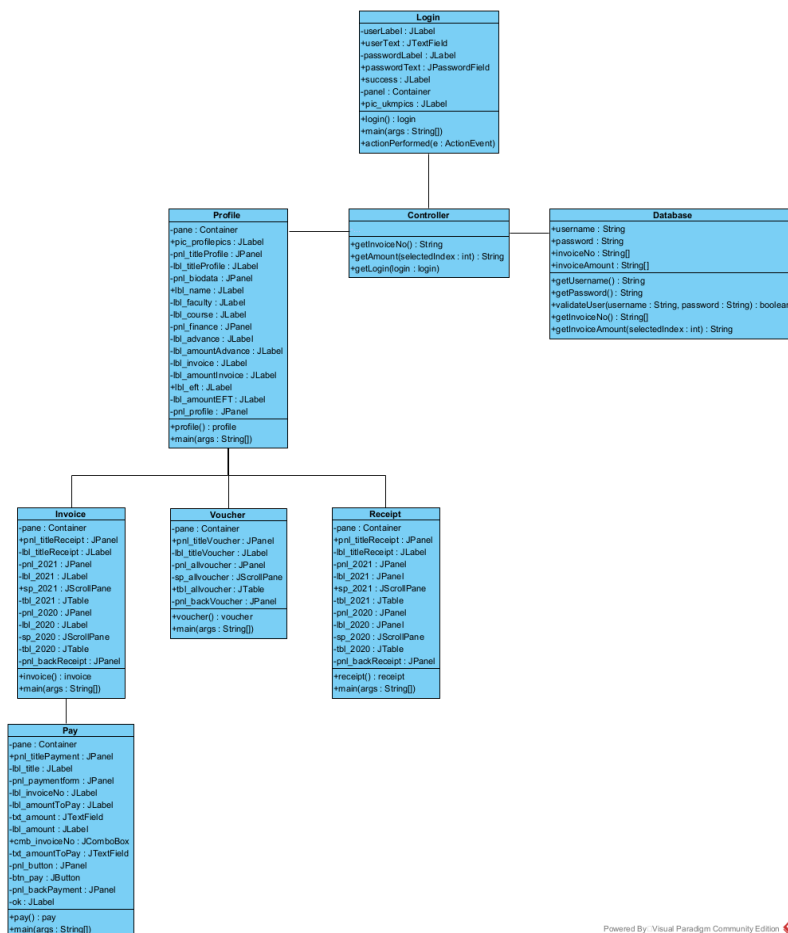 Login
-userLabel : JLabel
+userText : JTextField
-passwordLabel : JLabel
+passwordText : JPasswordField
+success : JLabel
-panel : Container
+pic_ukmpics : JLabel
+login() : login
+main(args : String[])
+actionPerformed(e : ActionEvent)
Profile
-pane : Container
+pic_profilepics : JLabel
-pnl_titleProfile : JPanel
-lbl_titleProfile : JLabel
-pnl_biodata : JPanel
+lbl_name : JLabel
-lbl_faculty : JLabel
-lbl_course : JLabel
-pnl_finance : JPanel
-lbl_advance : JLabel
-lbl_amountAdvance : JLabel
-lbl_invoice : JLabel
-lbl_amountInvoice : JLabel
+lbl_eft : JLabel
-lbl_amountEFT : JLabel
-pnl_profile : JPanel
+profile() : profile
+main(args : String[])
Controller
+getInvoiceNo() : String
+getAmount(selectedIndex : int) : String
+getLogin(login : login)
Database
+username : String
+password : String
+invoiceNo : String[]
+invoiceAmount : String[]
+getUsername() : String
+getPassword() : String
+validateUser(username : String, password : String) : boolean
+getInvoiceNo() : String[]
+getInvoiceAmount(selectedIndex : int) : String
Invoice
-pane : Container
+pnl_titleReceipt : JPanel
-lbl_titleReceipt : JLabel
-pnl_2021 : JPanel
-lbl_2021 : JLabel
+sp_2021 : JScrollPane
-tbl_2021 : JTable
-pnl_2020 : JPanel
-lbl_2020 : JLabel
-sp_2020 : JScrollPane
-tbl_2020 : JTable
-pnl_backReceipt : JPanel
+invoice() : invoice
+main(args : String[])
Voucher
-pane : Container
+pnl_titleVoucher : JPanel
-lbl_titleVoucher : JLabel
-pnl_allvoucher : JPanel
-sp_allvoucher : JScrollPane
+tbl_allvoucher : JTable
-pnl_backVoucher : JPanel
+voucher() : voucher
+main(args : String[])
Receipt
-pane : Container
+pnl_titleReceipt : JPanel
-lbl_titleReceipt : JLabel
-pnl_2021 : JPanel
-lbl_2021 : JPanel
+sp_2021 : JScrollPane
-tbl_2021 : JTable
-pnl_2020 : JPanel
-lbl_2020 : JPanel
-sp_2020 : JScrollPane
-tbl_2020 : JTable
-pnl_backReceipt : JPanel
+receipt() : receipt
+main(args : String[])
Pay
-pane : Container
+pnl_titlePayment : JPanel
-lbl_title : JLabel
-pnl_paymentform : JPanel
-lbl_invoiceNo : JLabel
-lbl_amountToPay : JLabel
-txt_amount : JTextField
-lbl_amount : JLabel
+cmb_invoiceNo : JComboBox
-txt_amountToPay : JTextField
-pnl_button : JPanel
-btn_pay : JButton
-pnl_backPayment : JPanel
-ok : JLabel
+pay() : pay
+main(args : String[])
Powered By: Visual Paradigm Community Edition